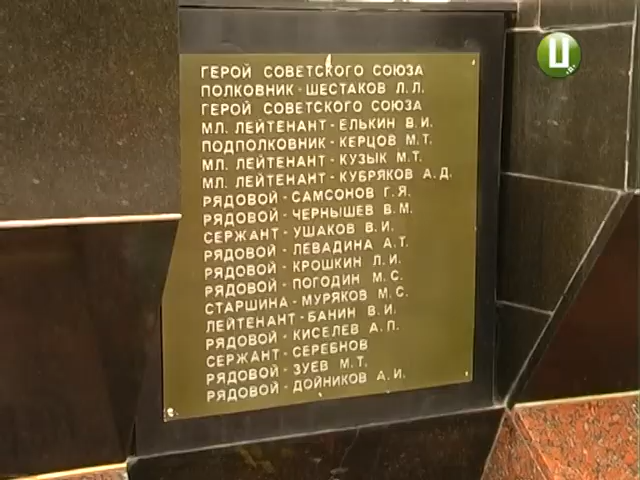 ГЕРОЙ СОВЕТСКОГО СОЮЗА
ПОЛКОВНИК - ШЕСТАКОВ Л.Л.
ГЕРОЙ СОВЕТСКОГО СОЮЗА
МЛ. ЛЕЙТЕНАНТ - ЕЛЬКИН В.И.
ПОДПОЛКОВНИК - КЕРЦОВ М.Т.
МЛ. ЛЕЙТЕНАНТ - КУЗЫК М.Т.
МЛ. ЛЕЙТЕНАНТ - КУБРЯКОВ А.Д.
РЯДОВОЙ - САМСОНОВ Г.Я.
РЯДОВОЙ - ЧЕРНЫШЕВ В.М.
СЕРЖАНТ - УШАКОВ В.И.
РЯДОВОЙ - ЛЕВАДИНА А.Т.
РЯДОВОЙ - КРОШКИН Л.И.
РЯДОВОЙ - ПОГОДИН М.С.
СТАРШИНА - МУРЯКОВ М.С.
ЛЕЙТЕНАНТ - БАНИН В.И.
РЯДОВОЙ - КИСЕЛЕВ А.П.
СЕРЖАНТ - СЕРЕБНОВ
РЯДОВОЙ - ЗУЕВ М.Т.
РЯДОВОЙ - ДОЙНИКОВ А.И.
Ц